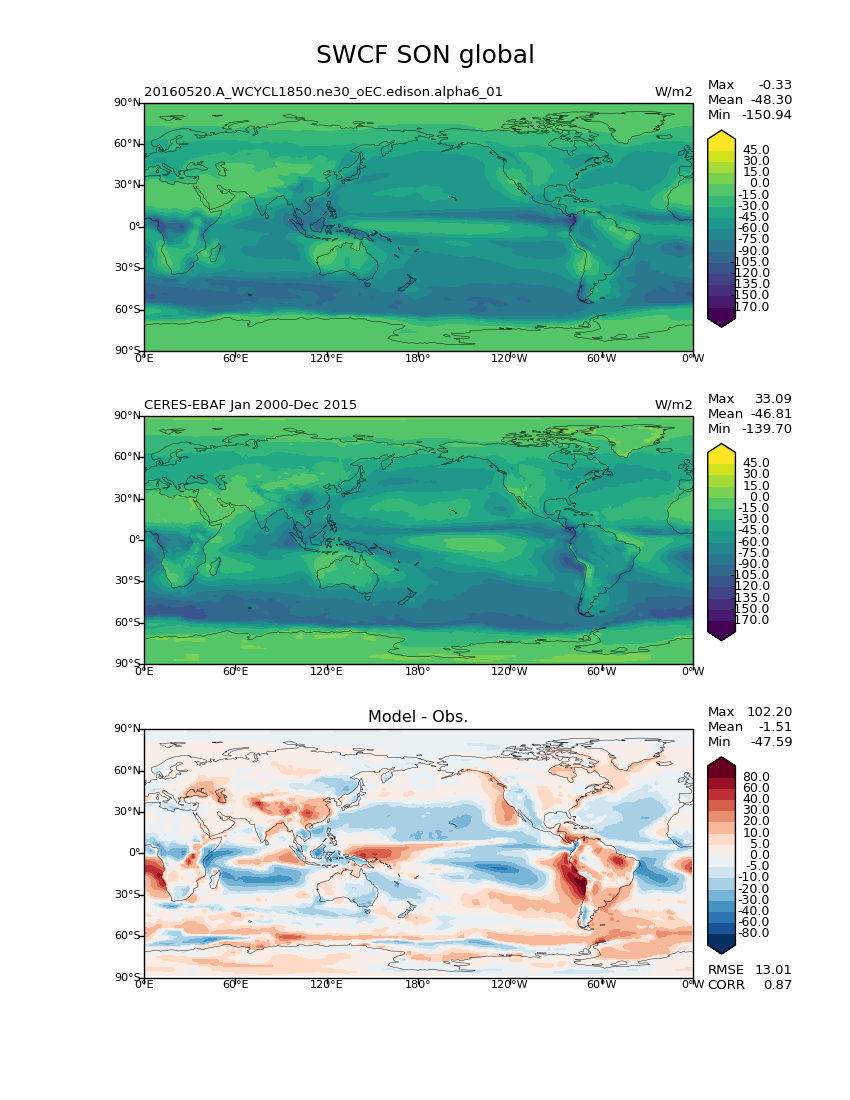 SWCF SON global
20160520.A_WCYCL1850.ne30_oEC.edison.alpha6_01 W/m2
Max -0.33
Mean -48.30
Min -150.94
90°N
60°N
30°N
0°
30°S
60°S
90°S
0°E 60°E 120°E 180° 120°W 60°W 0°W
45.0
30.0
15.0
0.0
-15.0
-30.0
-45.0
-60.0
-75.0
-90.0
-105.0
-120.0
-135.0
-150.0
-170.0
CERES-EBAF Jan 2000-Dec 2015 W/m2
Max 33.09
Mean -46.81
Min -139.70
90°N
60°N
30°N
0°
30°S
60°S
90°S
0°E 60°E 120°E 180° 120°W 60°W 0°W
45.0
30.0
15.0
0.0
-15.0
-30.0
-45.0
-60.0
-75.0
-90.0
-105.0
-120.0
-135.0
-150.0
-170.0
Model - Obs.
Max 102.20
Mean -1.51
Min -47.59
90°N
60°N
30°N
0°
30°S
60°S
90°S
0°E 60°E 120°E 180° 120°W 60°W 0°W
80.0
60.0
40.0
30.0
20.0
10.0
5.0
0.0
-5.0
-10.0
-20.0
-30.0
-40.0
-60.0
-80.0
RMSE 13.01
CORR 0.87